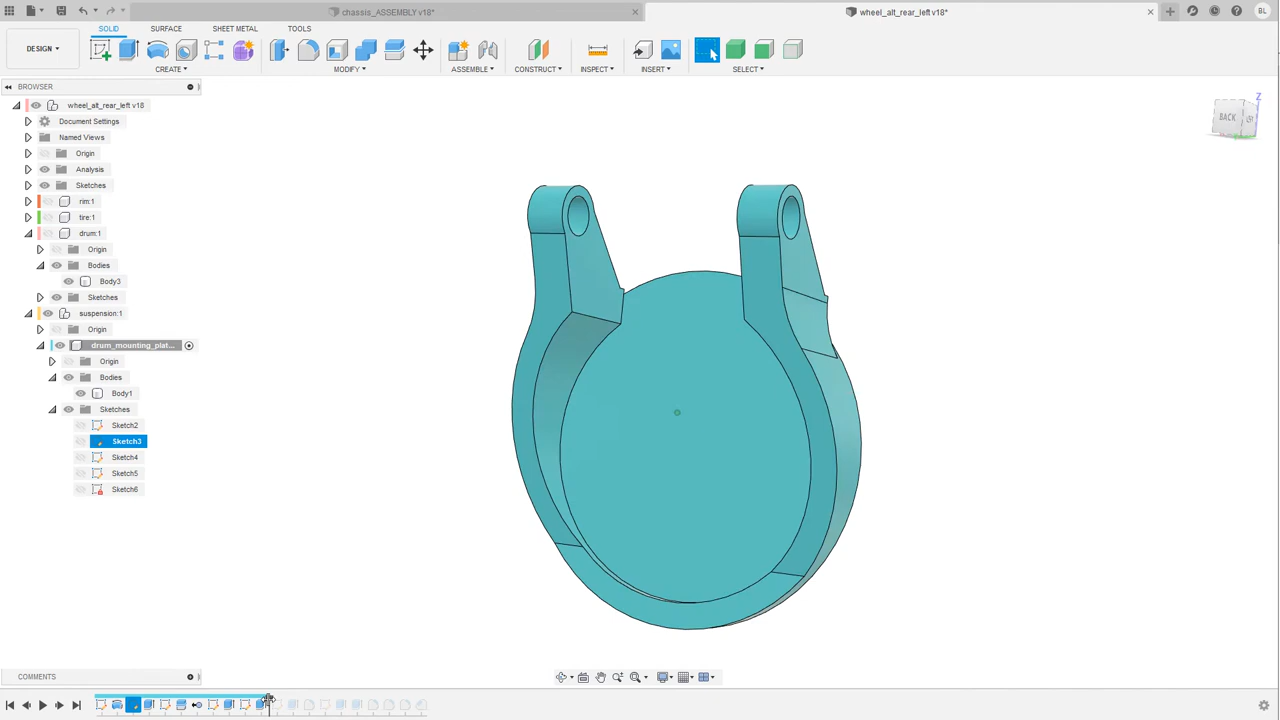 chassis_ASSEMBLY v18*
wheel_alt_rear_left v18*
BL
SOLID
SURFACE
SHEET METAL
TOOLS
DESIGN
CREATE
MODIFY
ASSEMBLE
CONSTRUCT
INSPECT
INSERT
SELECT
BROWSER
wheel_alt_rear_left v18
Document Settings
Named Views
Origin
Analysis
Sketches
rim:1
tire:1
drum:1
Origin
Bodies
Body3
Sketches
suspension:1
Origin
drum_mounting_plat...
Origin
Bodies
Body1
Sketches
Sketch2
Sketch3
Sketch4
Sketch5
Sketch6
Z
BACK
COMMENTS